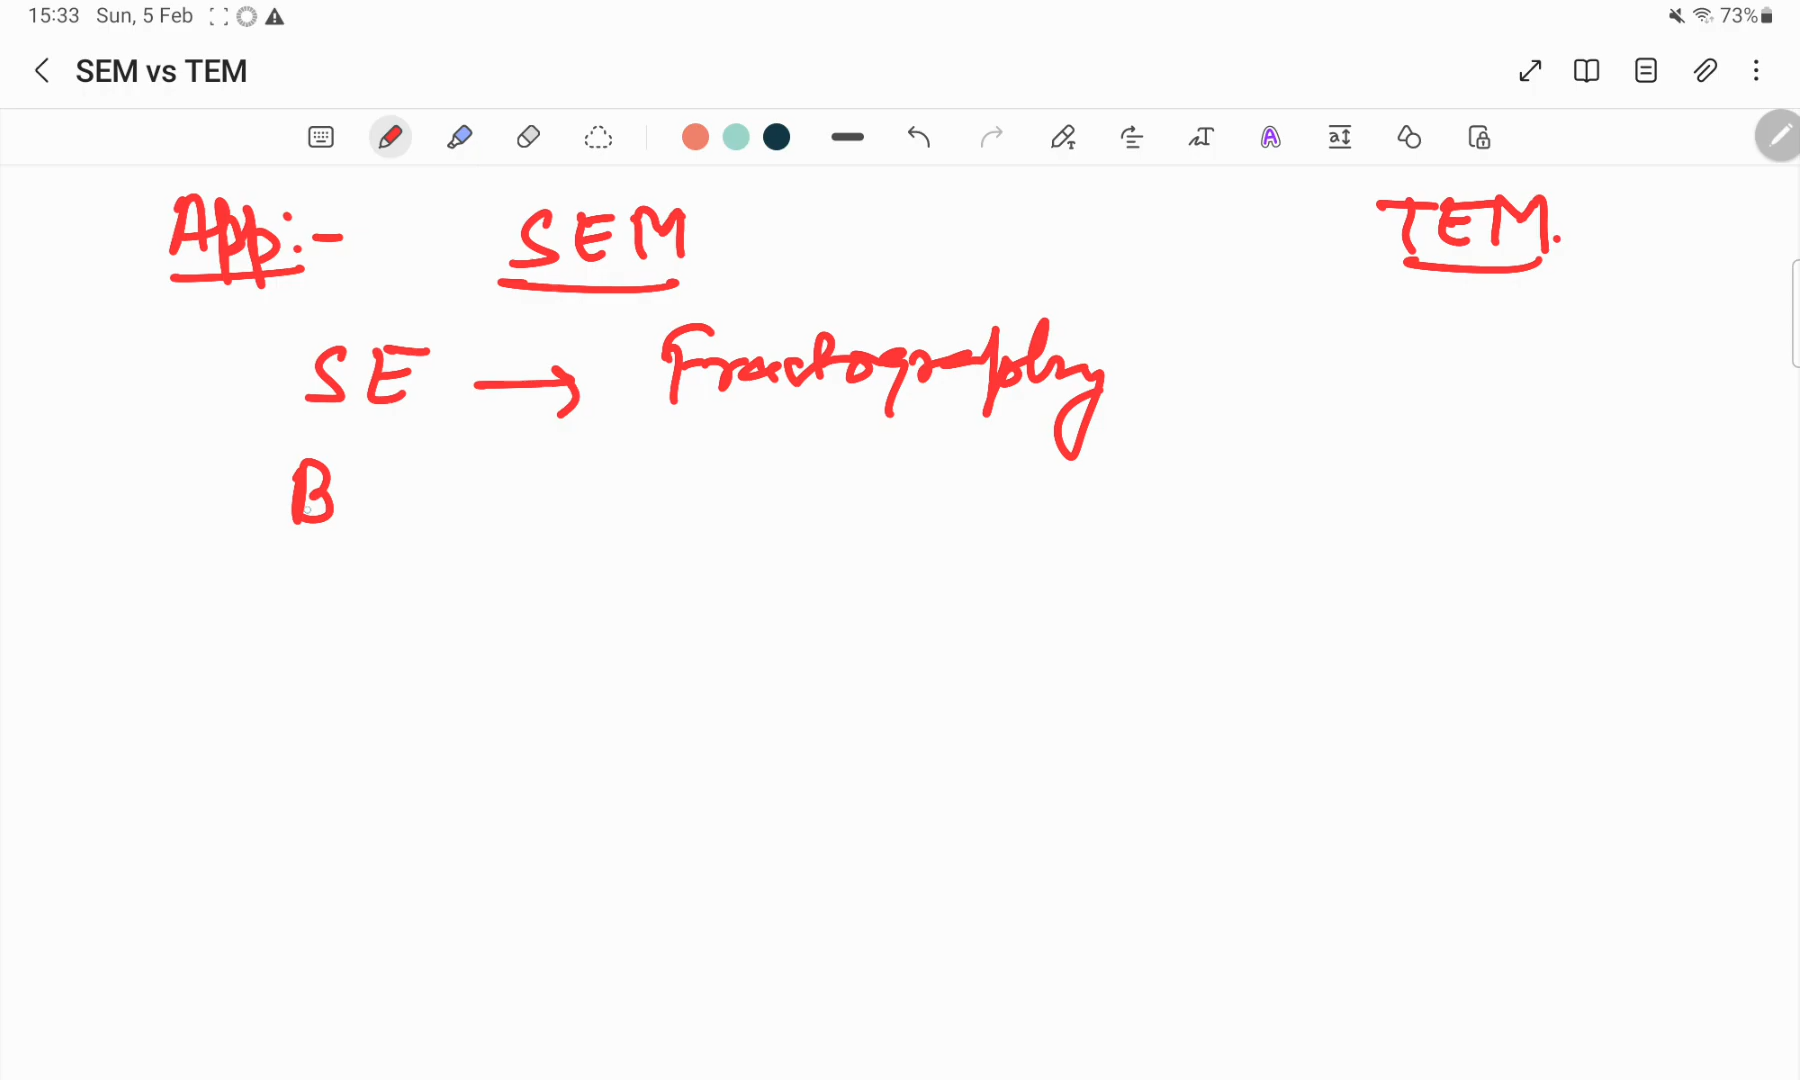 15:33 Sun, 5 Feb 73%
SEM vs TEM
App:- SEM TEM.
SE → Fractography
B